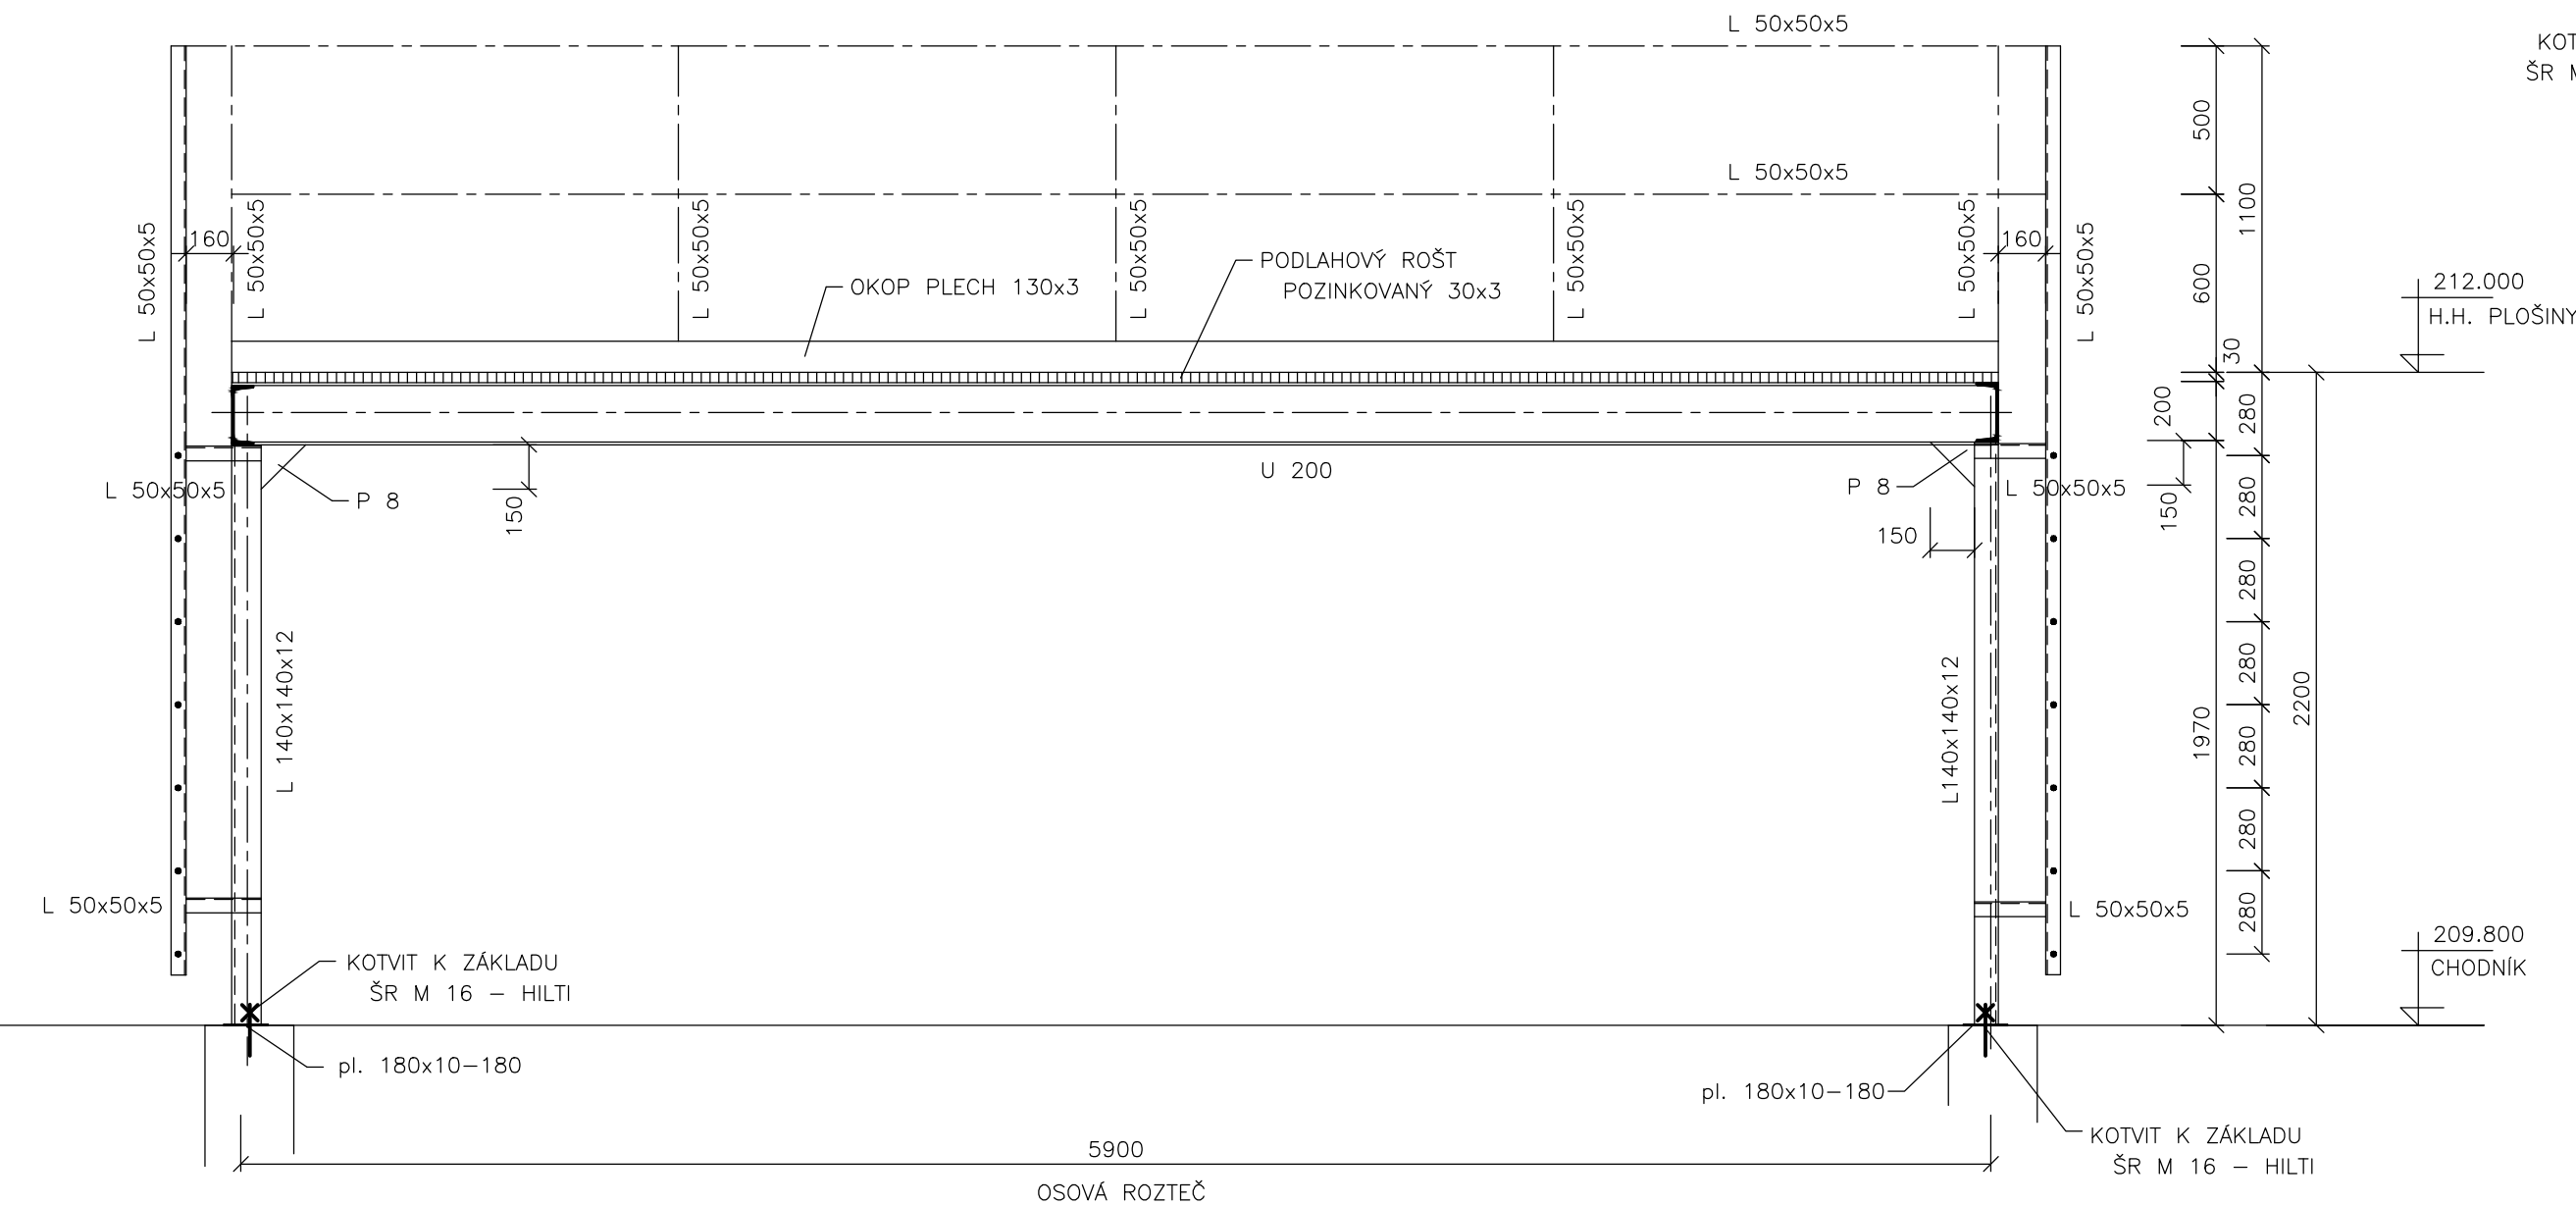 L 50x50x5
KOT
ŠR M
500
1100
L 50x50x5
L 50x50x5
160
L 50x50x5
L 50x50x5
L 50x50x5
L 50x50x5
L 50x50x5
160
L 50x50x5
600
OKOP PLECH 130x3
PODLAHOVÝ ROŠT
POZINKOVANÝ 30x3
212.000
H.H. PLOŠINY
30
200
280
L 50x50x5
P 8
150
U 200
P 8
L 50x50x5
150
150
280
280
280
280
280
280
L 140x140x12
L140x140x12
1970
2200
L 50x50x5
L 50x50x5
209.800
CHODNÍK
KOTVIT K ZÁKLADU
ŠR M 16 – HILTI
pl. 180x10–180
pl. 180x10–180
KOTVIT K ZÁKLADU
ŠR M 16 – HILTI
5900
OSOVÁ ROZTEČ